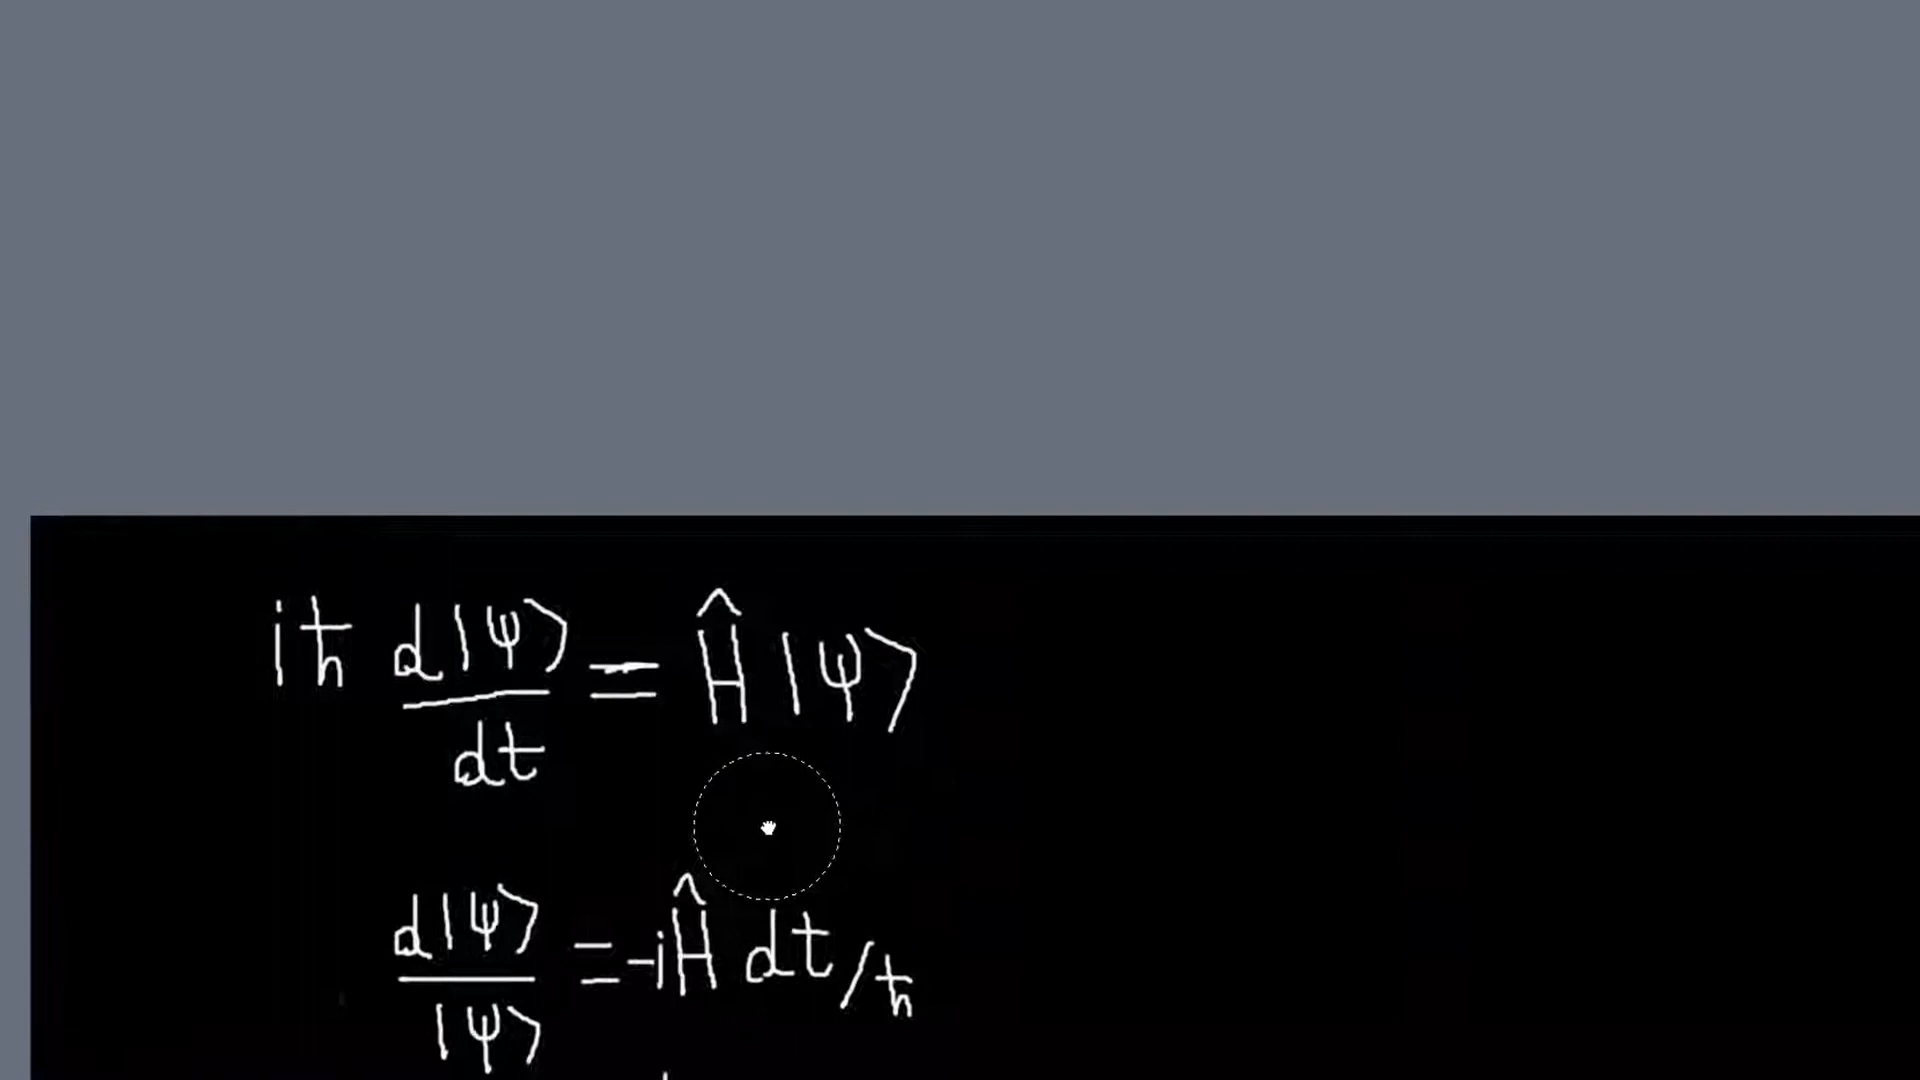 iħ d|ψ⟩/dt = Ĥ|ψ⟩
d|ψ⟩/|ψ⟩ = -iĤ dt/ħ